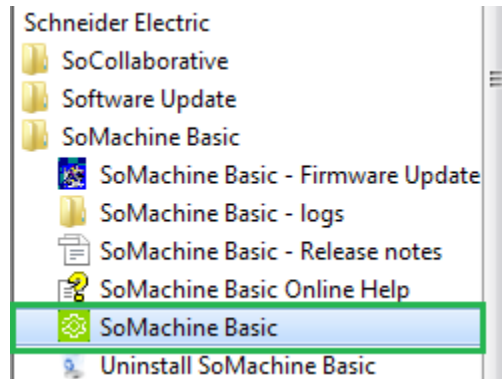 Schneider Electric
SoCollaborative
Software Update
SoMachine Basic
SoMachine Basic - Firmware Update
SoMachine Basic - logs
SoMachine Basic - Release notes
SoMachine Basic Online Help
SoMachine Basic
Uninstall SoMachine Basic